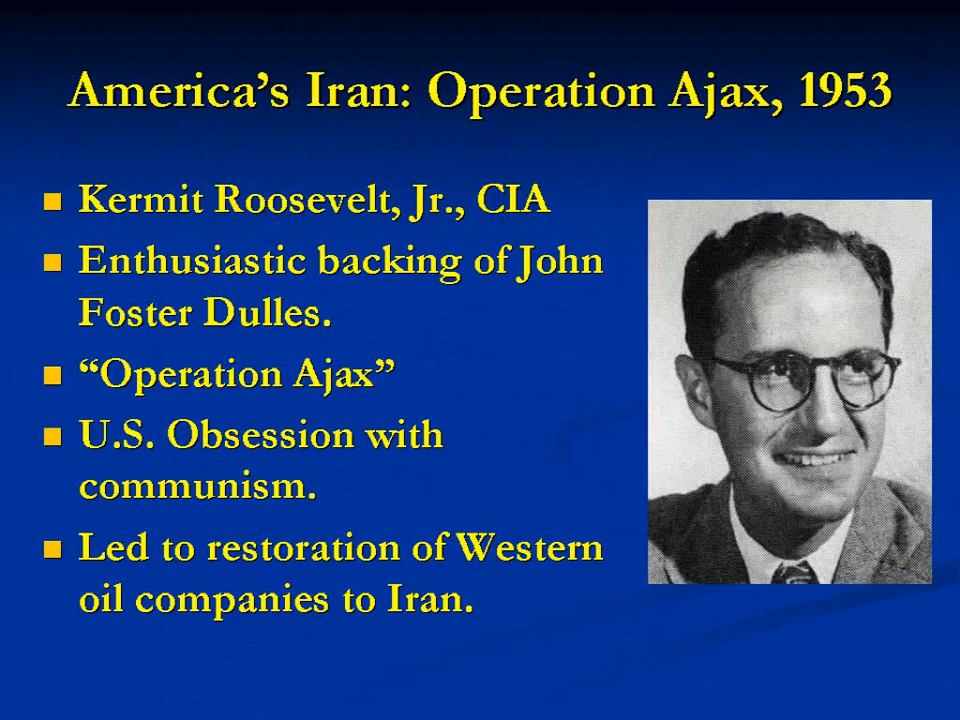 America’s Iran: Operation Ajax, 1953
Kermit Roosevelt, Jr., CIA
Enthusiastic backing of John
Foster Dulles.
“Operation Ajax”
U.S. Obsession with
communism.
Led to restoration of Western
oil companies to Iran.